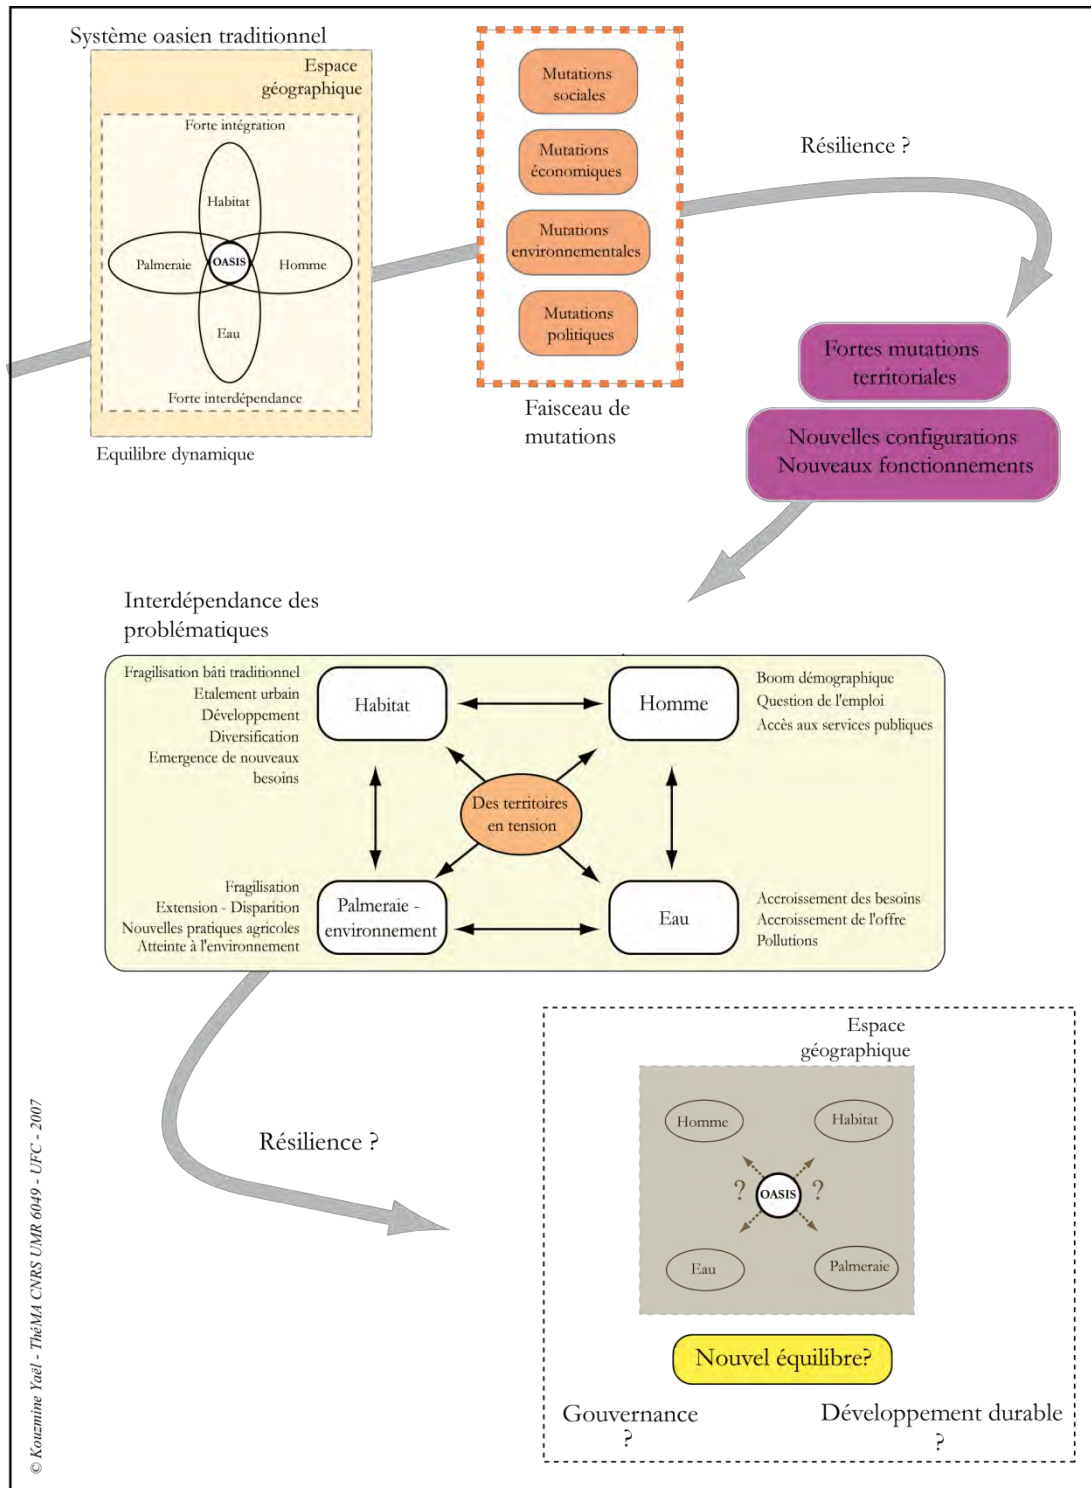 Système oasien traditionnel
Espace
géographique
Forte intégration
Habitat
Palmeraie
OASIS
Homme
Eau
Forte interdépendance
Equilibre dynamique
Mutations
sociales
Mutations
économiques
Mutations
environnementales
Mutations
politiques
Faisceau de
mutations
Résilience ?
Fortes mutations
territoriales
Nouvelles configurations
Nouveaux fonctionnements
Interdépendance des
problématiques
Fragilisation bâti traditionnel
Etalement urbain
Développement
Diversification
Emergence de nouveaux
besoins
Habitat
Homme
Boom démographique
Question de l'emploi
Accès aux services publiques
Des territoires
en tension
Fragilisation
Extension - Disparition
Nouvelles pratiques agricoles
Atteinte à l'environnement
Palmeraie -
environnement
Eau
Accroissement des besoins
Accroissement de l'offre
Pollutions
Résilience ?
Espace
géographique
Homme
Habitat
?
OASIS
?
Eau
Palmeraie
Nouvel équilibre?
Gouvernance
?
Développement durable
?
© Kouzmine Yaël - ThéMA CNRS UMR 6049 - UFC - 2007